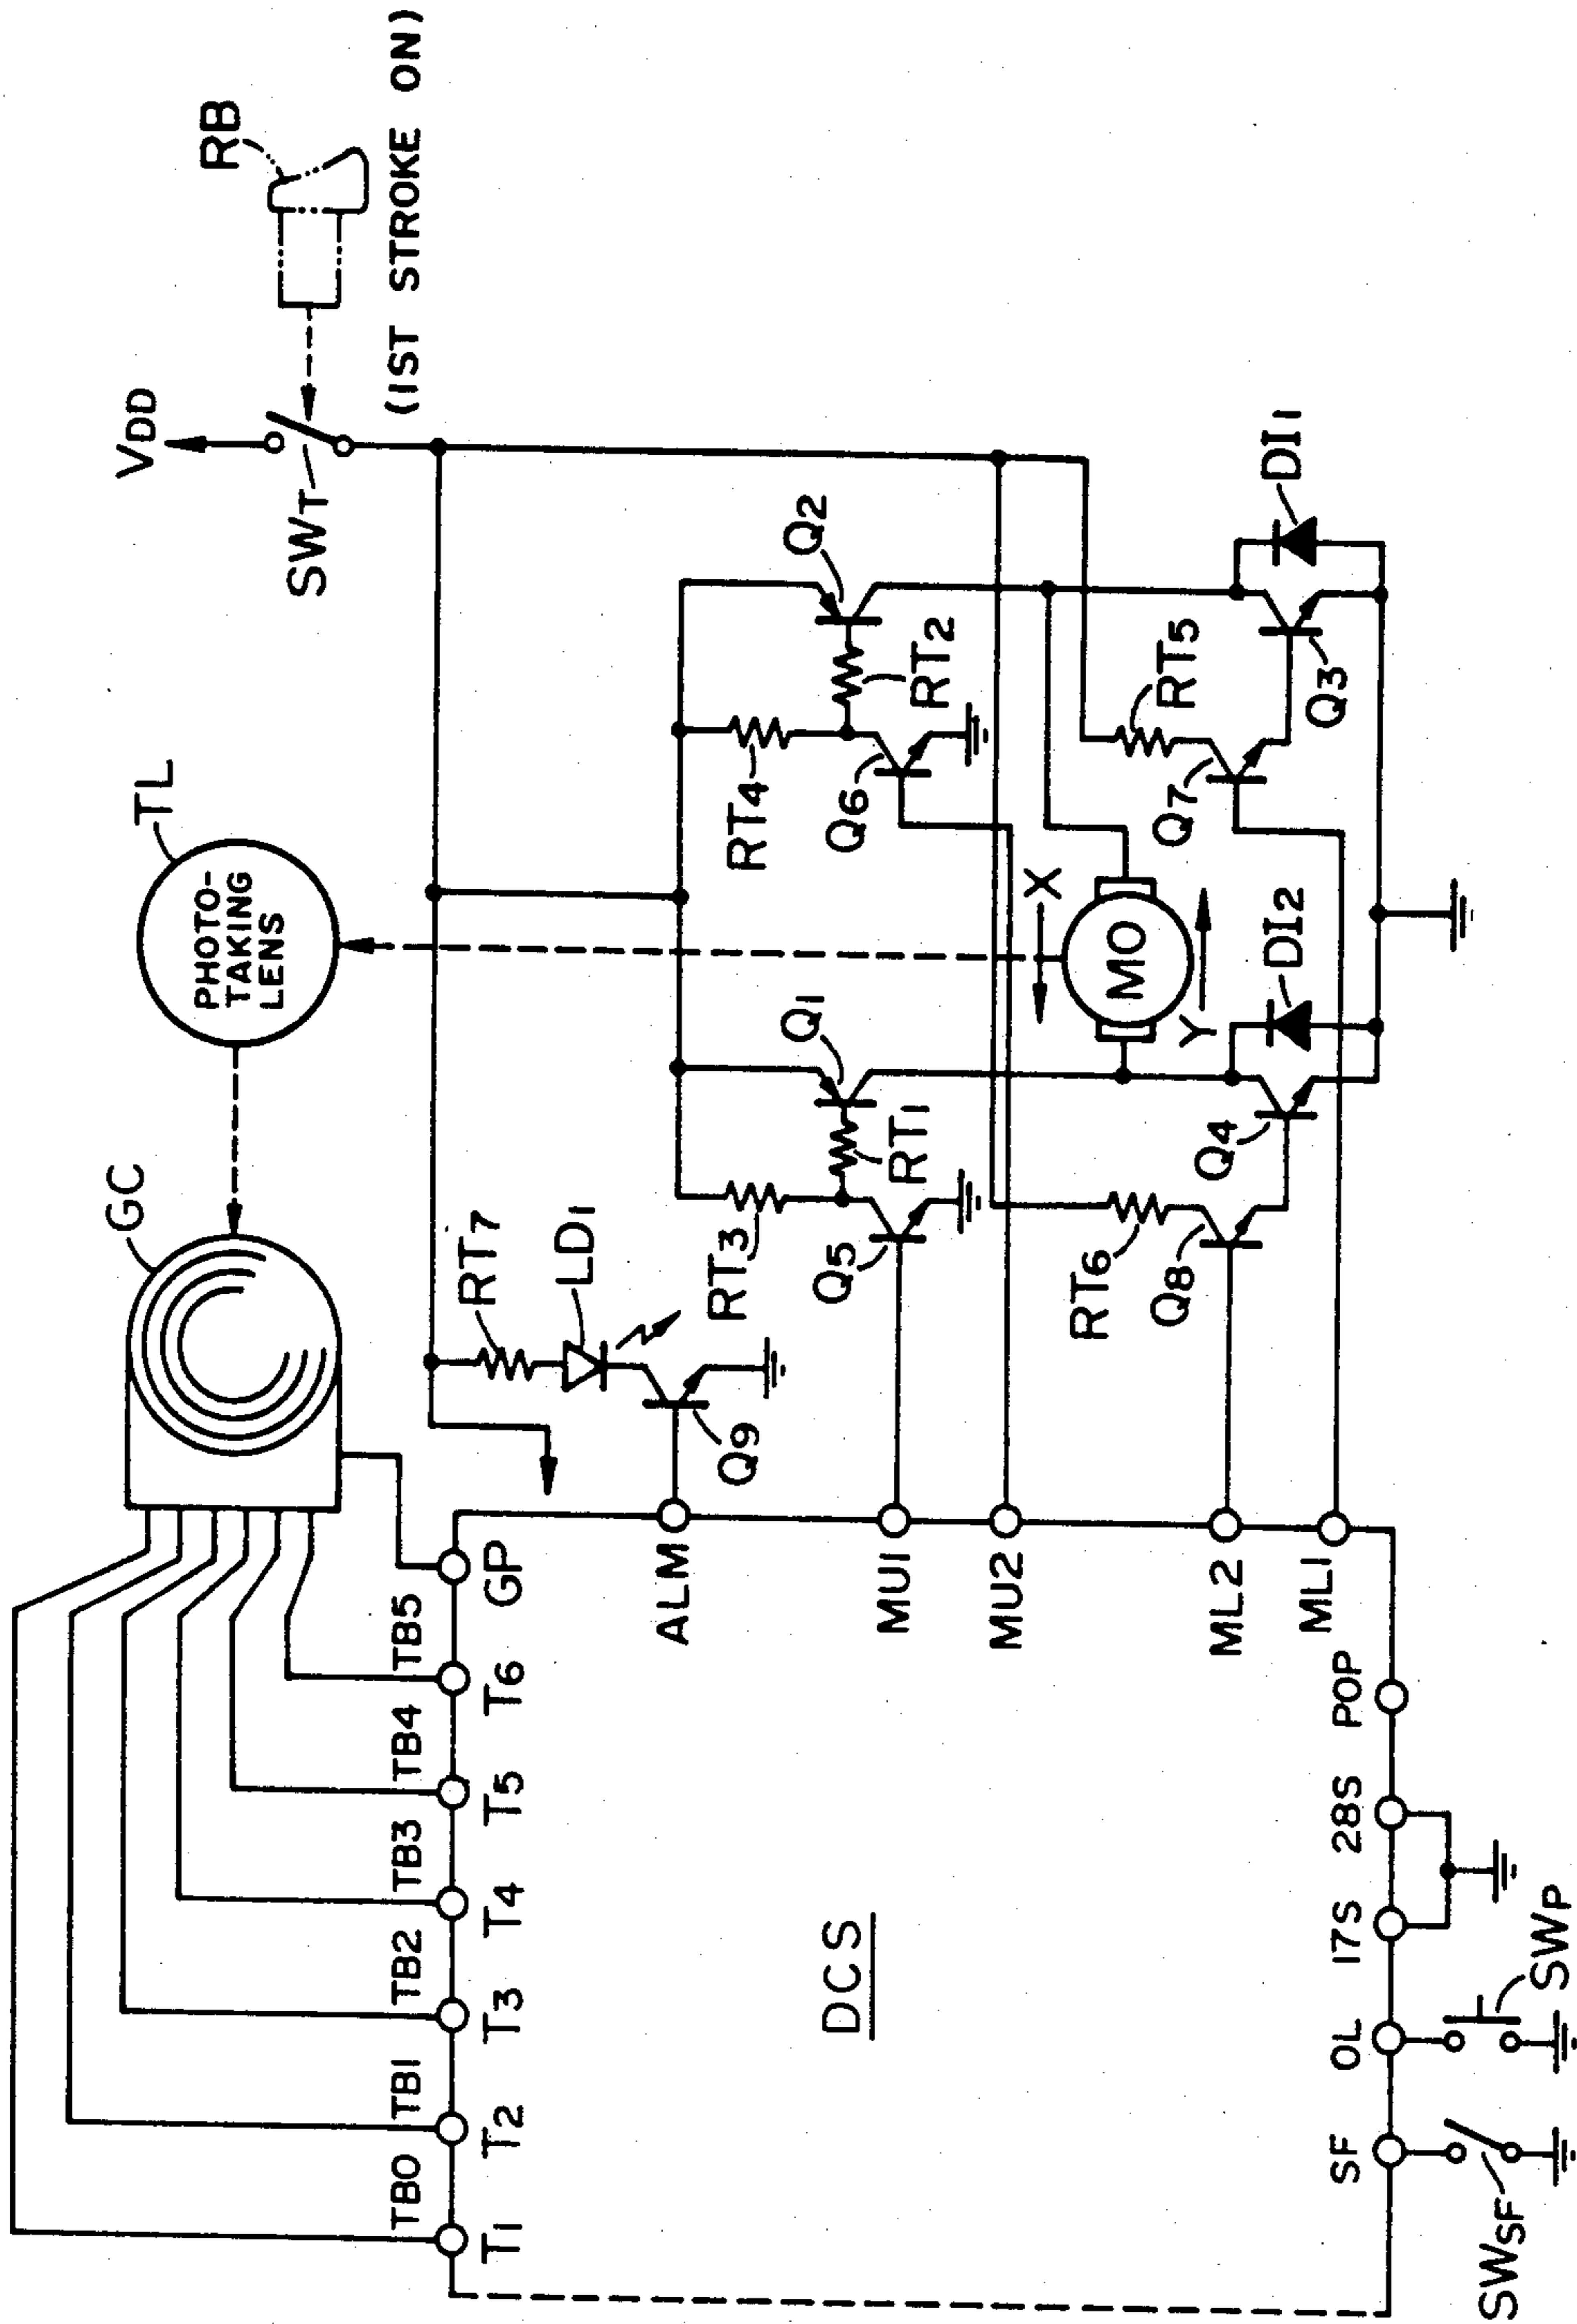 RB
(1ST STROKE ON)
VDD
SWT
TL
PHOTO-
TAKING
LENS
GC
RT7
LD1
Q9
RT4
RT2
Q2
Q6
RT3
RT1
Q1
Q5
X
MO
Y
RT5
Q7
Q3
DI1
RT6
Q8
Q4
DI2
TB0
TB1
TB2
TB3
TB4
TB5
T1
T2
T3
T4
T5
T6
GP
ALM
MU1
MU2
ML2
ML1
DCS
SF
OL
17S
28S
POP
SWSF
SWP